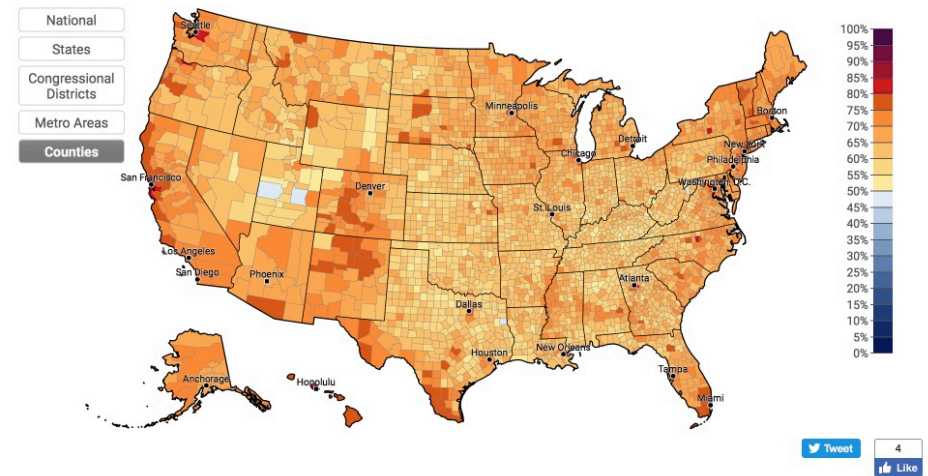 National
States
Congressional
Districts
Metro Areas
Counties
Seattle
Minneapolis
Boston
Detroit
Chicago
New York
Philadelphia
San Francisco
Denver
Washington, D.C.
St. Louis
Los Angeles
San Diego
Phoenix
Atlanta
Dallas
Houston
New Orleans
Tampa
Anchorage
Honolulu
Miami
100%
95%
90%
85%
80%
75%
70%
65%
60%
55%
50%
45%
40%
35%
30%
25%
20%
15%
10%
5%
0%
Tweet
4
Like